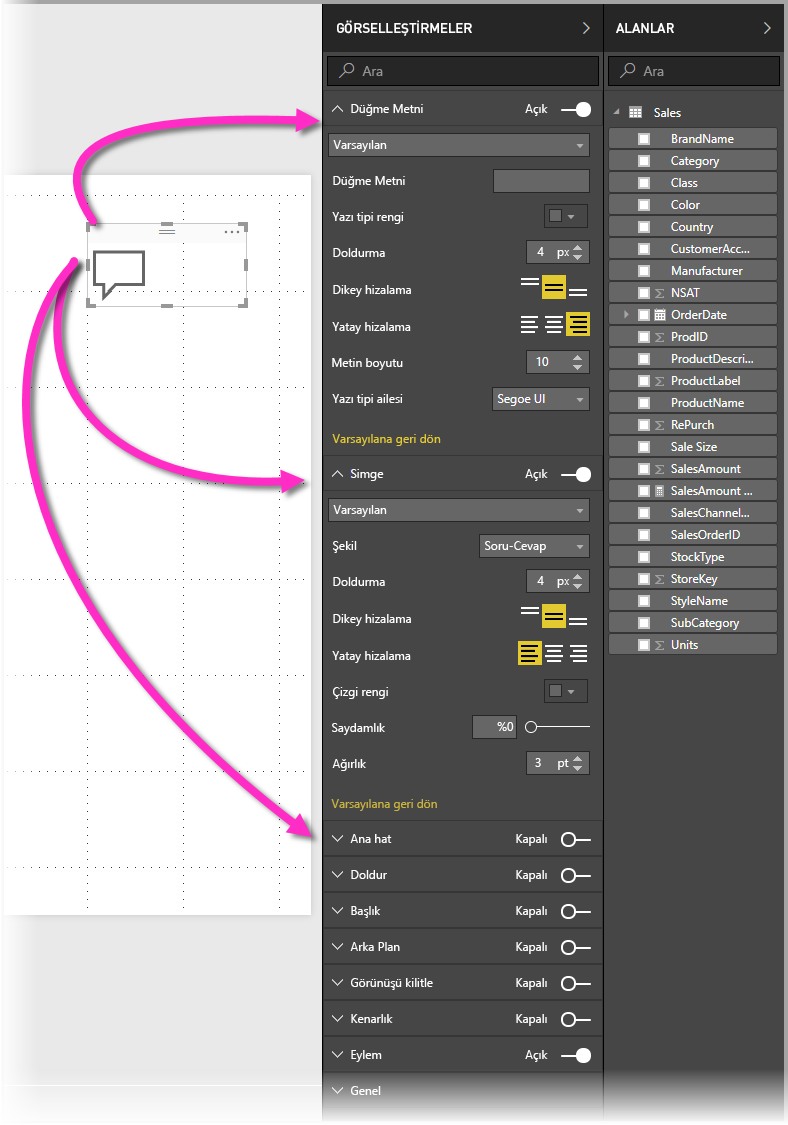 GÖRSELLEŞTİRMELER
Ara
Düğme Metni Açık
Varsayılan
Düğme Metni
Yazı tipi rengi
Doldurma 4 px
Dikey hizalama
Yatay hizalama
Metin boyutu 10
Yazı tipi ailesi Segoe UI
Varsayılana geri dön
Simge Açık
Varsayılan
Şekil Soru-Cevap
Doldurma 4 px
Dikey hizalama
Yatay hizalama
Çizgi rengi
Saydamlık %0
Ağırlık 3 pt
Varsayılana geri dön
Ana hat Kapalı
Doldur Kapalı
Başlık Kapalı
Arka Plan Kapalı
Görünüşü kilitle Kapalı
Kenarlık Kapalı
Eylem Açık
Genel
ALANLAR
Ara
Sales
BrandName
Category
Class
Color
Country
CustomerAcc...
Manufacturer
NSAT
OrderDate
ProdID
ProductDescri...
ProductLabel
ProductName
RePurch
Sale Size
SalesAmount
SalesAmount ...
SalesChannel...
SalesOrderID
StockType
StoreKey
StyleName
SubCategory
Units